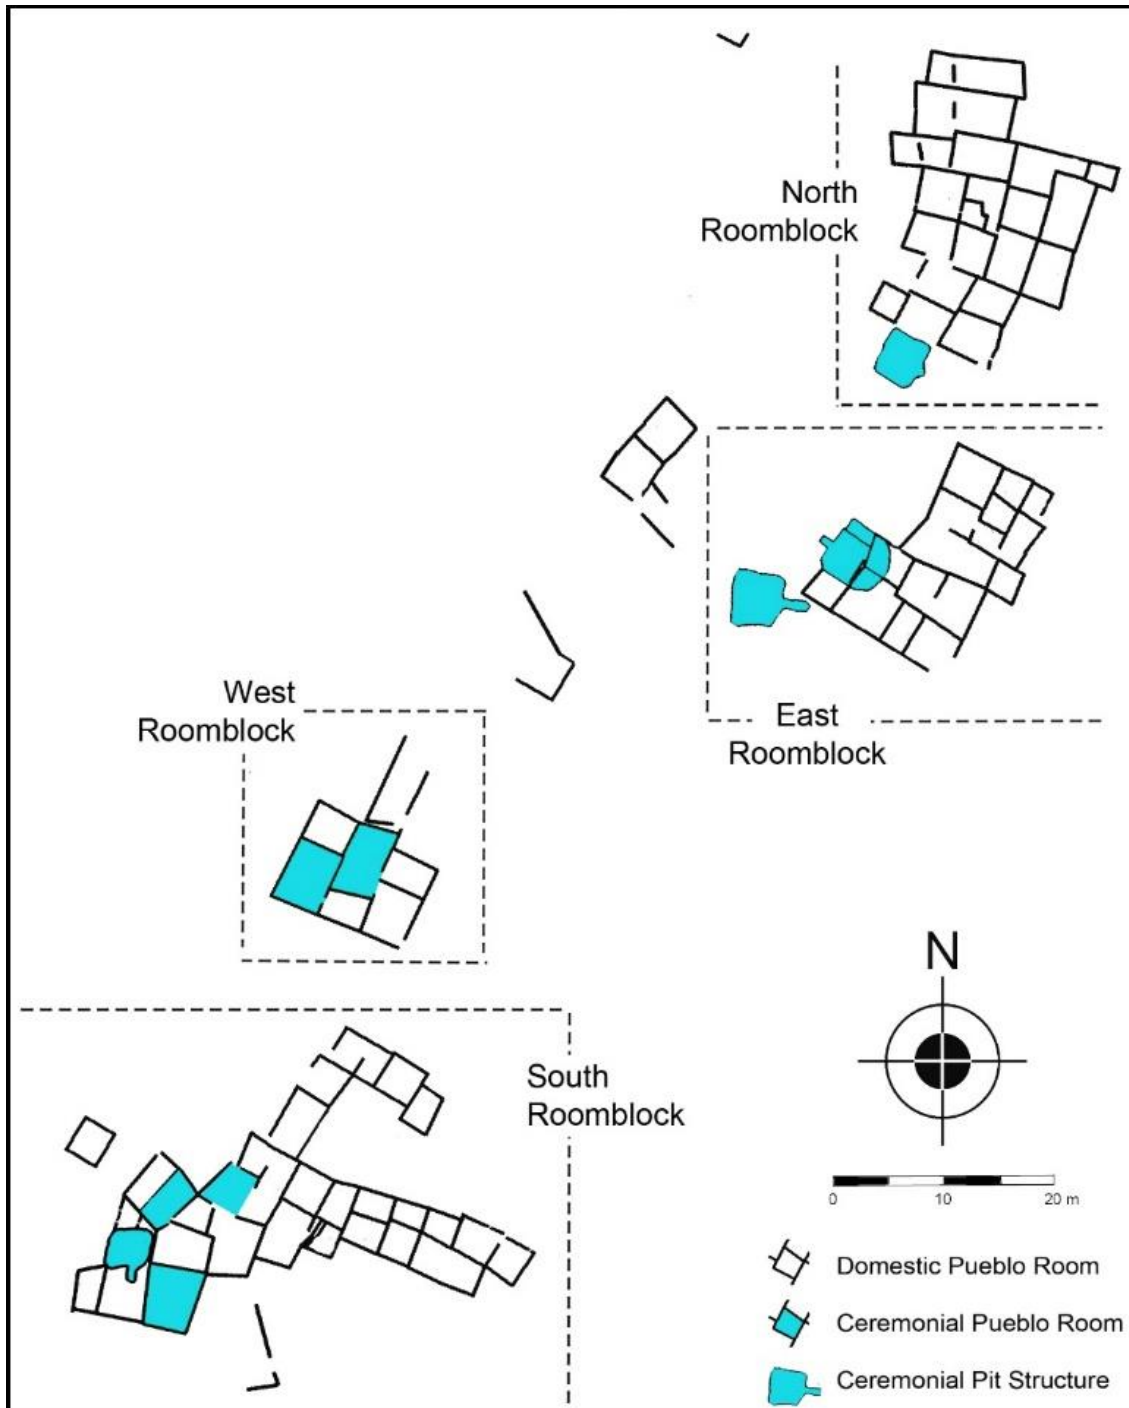 North
Roomblock
West
Roomblock
East
Roomblock
South
Roomblock
N
0 10 20 m
Domestic Pueblo Room
Ceremonial Pueblo Room
Ceremonial Pit Structure